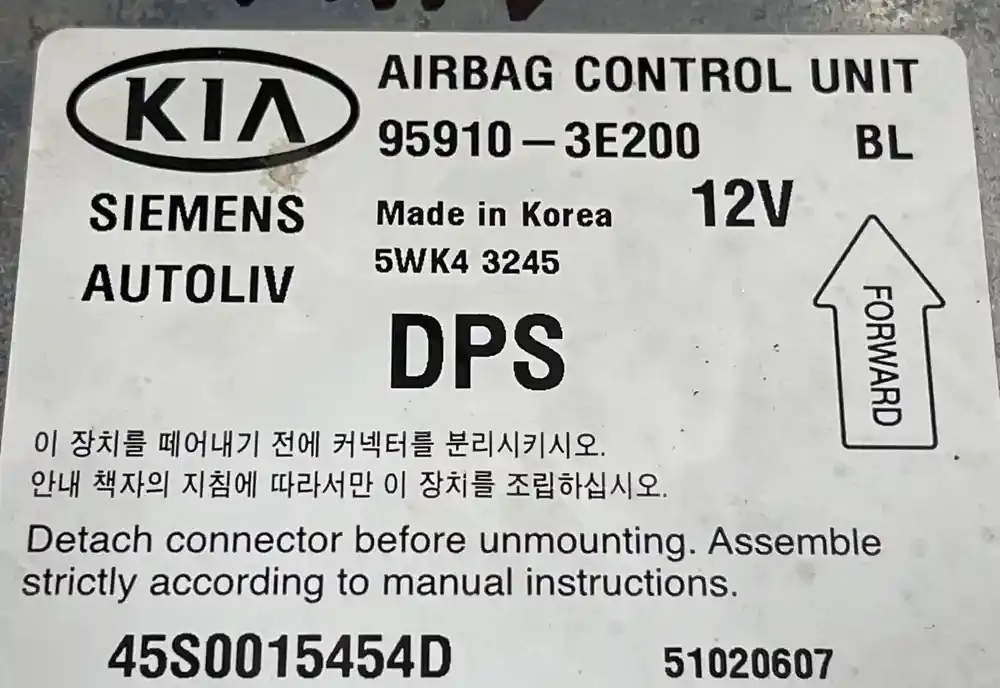 KIA
AIRBAG CONTROL UNIT
95910-3E200 BL
SIEMENS
AUTOLIV
Made in Korea
12V
5WK4 3245
DPS
FORWARD
이 장치를 떼어내기 전에 커넥터를 분리시키시오.
안내 책자의 지침에 따라서만 이 장치를 조립하십시오.
Detach connector before unmounting. Assemble
strictly according to manual instructions.
45S0015454D 51020607